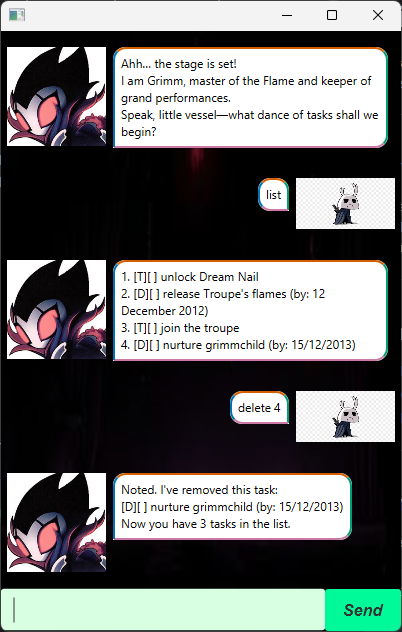 Ahh... the stage is set!
I am Grimm, master of the Flame and keeper of
grand performances.
Speak, little vessel—what dance of tasks shall we
begin?
list
1. [T][ ] unlock Dream Nail
2. [D][ ] release Troupe's flames (by: 12
December 2012)
3. [T][ ] join the troupe
4. [D][ ] nurture grimmchild (by: 15/12/2013)
delete 4
Noted. I've removed this task:
[D][ ] nurture grimmchild (by: 15/12/2013)
Now you have 3 tasks in the list.
Send